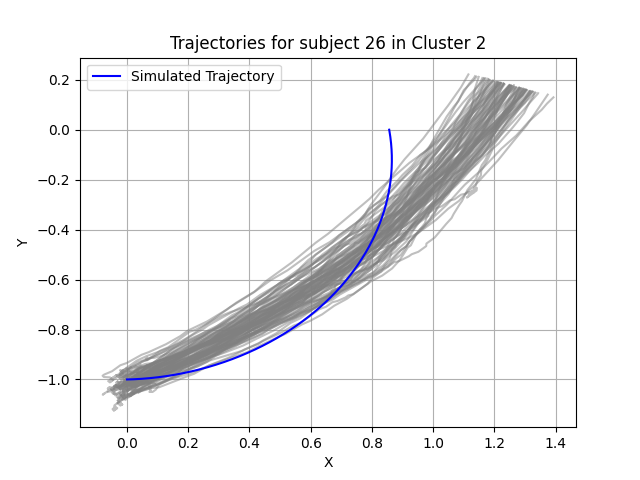 Trajectories for subject 26 in Cluster 2
Simulated Trajectory
0.2
0.0
−0.2
−0.4
−0.6
−0.8
−1.0
Y
0.0 0.2 0.4 0.6 0.8 1.0 1.2 1.4
X